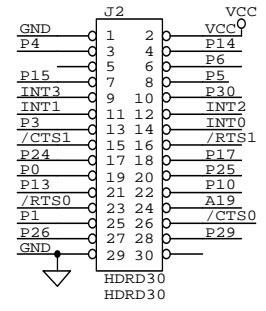 J2 VCC
GND 1 2 VCC
P4 3 4 P14
5 6 P6
P15 7 8 P5
INT3 9 10 P30
INT1 11 12 INT2
P3 13 14 INT0
/CTS1 15 16 /RTS1
P24 17 18 P17
P0 19 20 P25
P13 21 22 P10
/RTS0 23 24 A19
P1 25 26 /CTS0
P26 27 28 P29
GND 29 30
HDRD30
HDRD30